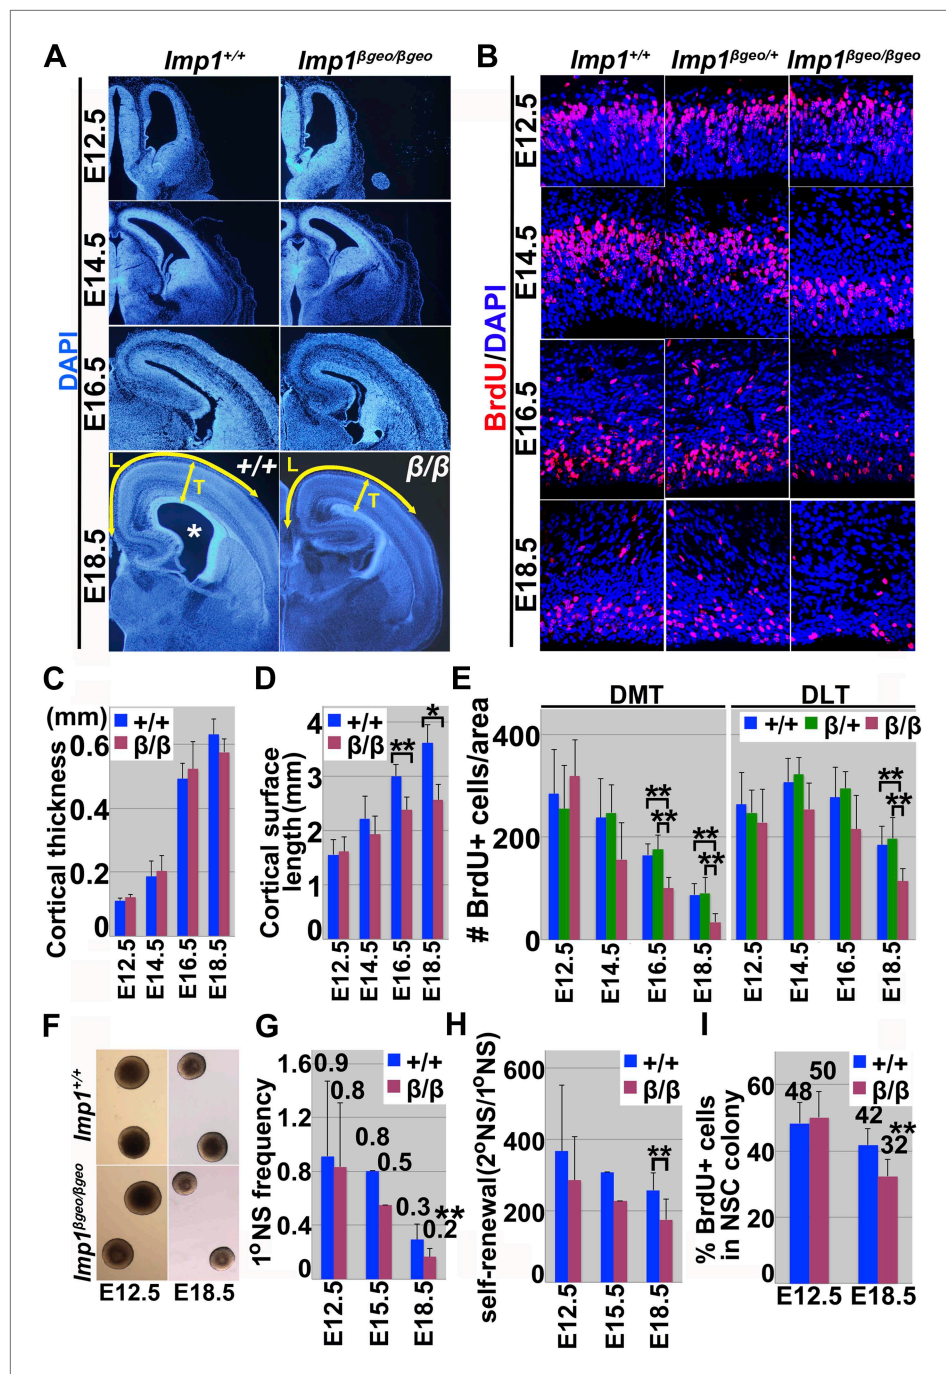 A
Imp1+/+
Imp1βgeo/βgeo
DAPI
E12.5
E14.5
E16.5
E18.5
L
T
+/+
*
L
T
β/β
B
Imp1+/+
Imp1βgeo/+
Imp1βgeo/βgeo
BrdU/DAPI
E12.5
E14.5
E16.5
E18.5
C
(mm)
Cortical thickness
+/+
β/β
0.6
0.4
0.2
0
E12.5
E14.5
E16.5
E18.5
D
Cortical surface
length(mm)
+/+
β/β
4
3
2
1
0
**
*
E12.5
E14.5
E16.5
E18.5
E
DMT
DLT
# BrdU+ cells/area
+/+
β/+
β/β
400
200
0
**
**
**
**
**
**
E12.5
E14.5
E16.5
E18.5
E12.5
E14.5
E16.5
E18.5
F
Imp1+/+
Imp1βgeo/βgeo
E12.5
E18.5
G
1ºNS frequency
1.6
1.2
0.8
0.4
0
+/+
β/β
0.9
0.8
0.8
0.5
0.3
0.2
**
E12.5
E15.5
E18.5
H
self-renewal(2ºNS/1ºNS)
600
400
200
0
+/+
β/β
**
E12.5
E15.5
E18.5
I
% BrdU+ cells
in NSC colony
60
40
20
0
+/+
β/β
48
50
42
32
**
E12.5
E18.5